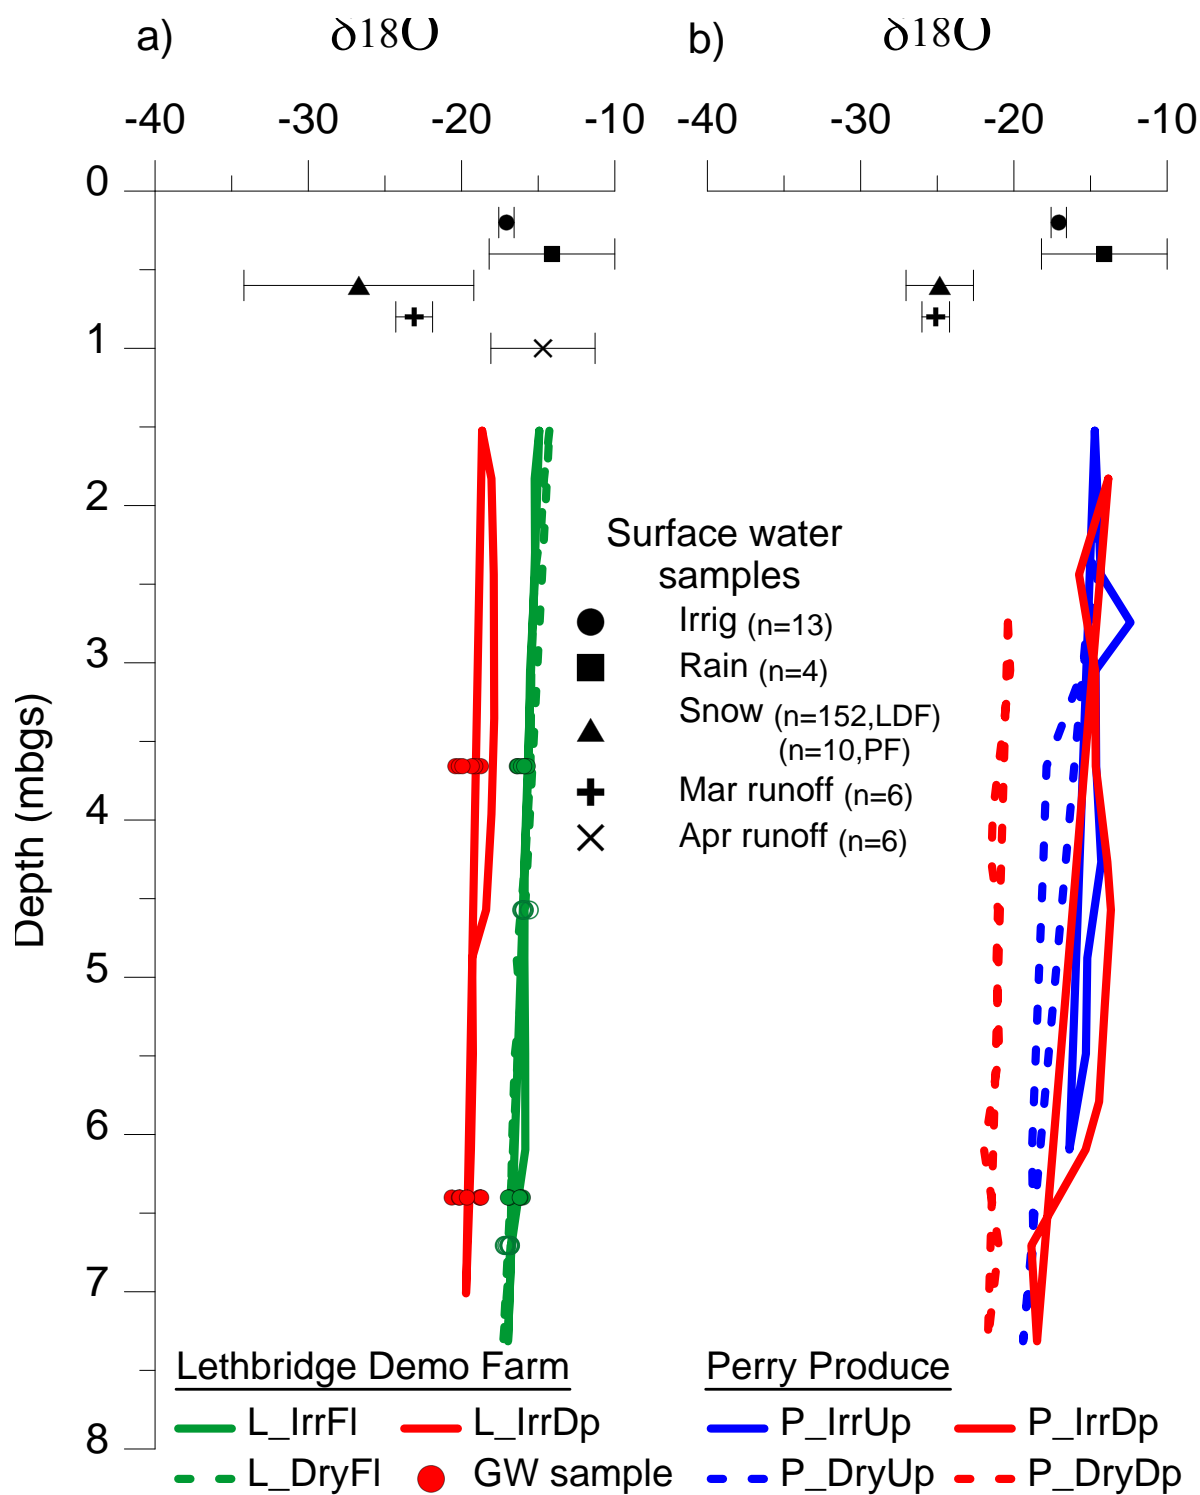 a) δ18O b) δ18O
-40 -30 -20 -10 -40 -30 -20 -10
0
1
2
3
4
5
6
7
8
Depth (mbgs)
Surface water
samples
Irrig (n=13)
Rain (n=4)
Snow (n=152,LDF)
(n=10,PF)
Mar runoff (n=6)
Apr runoff (n=6)
Lethbridge Demo Farm
L_IrrFl L_IrrDp
L_DryFl GW sample
Perry Produce
P_IrrUp P_IrrDp
P_DryUp P_DryDp